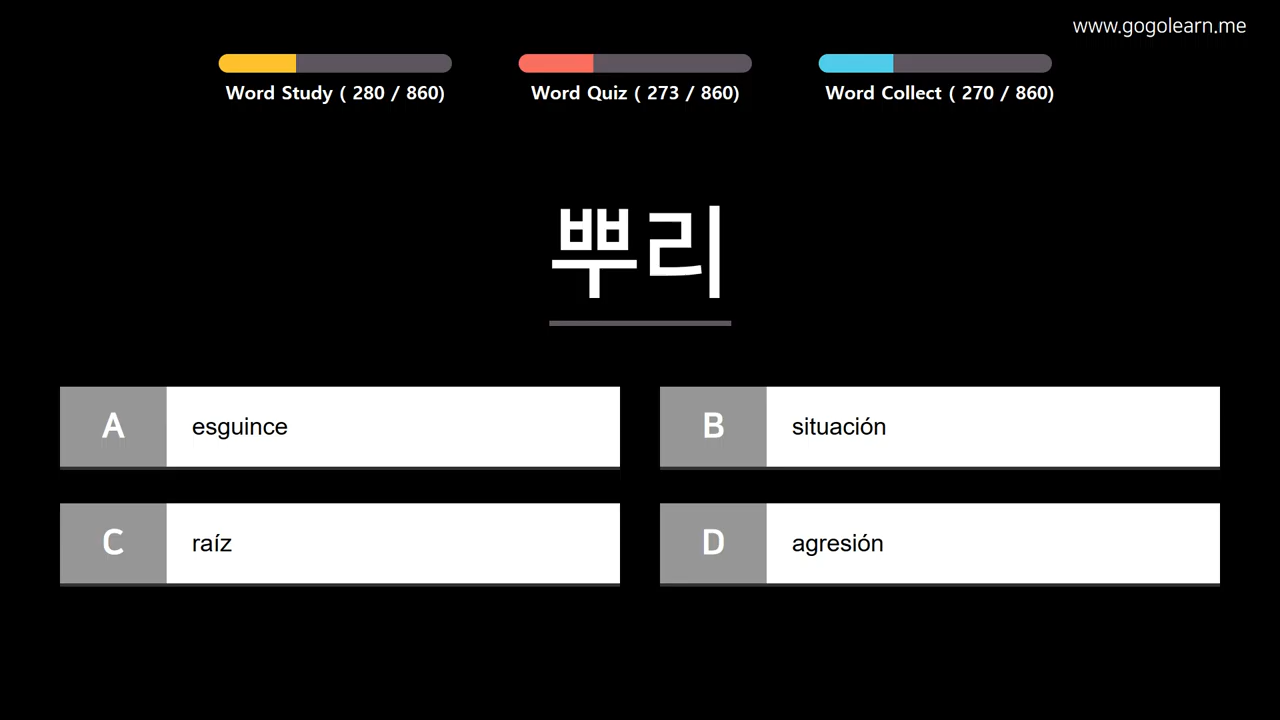 www.gogolearn.me
Word Study ( 280 / 860)
Word Quiz ( 273 / 860)
Word Collect ( 270 / 860)
뿌리
A esguince
B situación
C raíz
D agresión